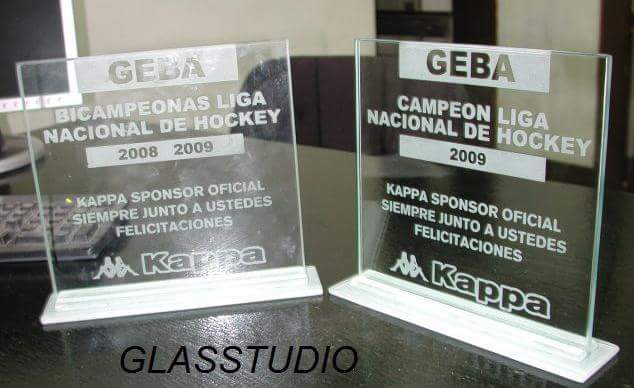 GEBA
BICAMPEONAS LIGA
NACIONAL DE HOCKEY
2008 2009
KAPPA SPONSOR OFICIAL
SIEMPRE JUNTO A USTEDES
FELICITACIONES
Kappa
GEBA
CAMPEON LIGA
NACIONAL DE HOCKEY
2009
KAPPA SPONSOR OFICIAL
SIEMPRE JUNTO A USTEDES
FELICITACIONES
Kappa
GLASSTUDIO